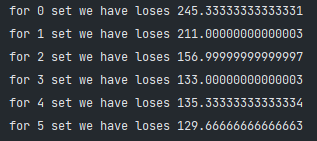 for 0 set we have loses 245.33333333333331
for 1 set we have loses 211.00000000000003
for 2 set we have loses 156.99999999999997
for 3 set we have loses 133.00000000000003
for 4 set we have loses 135.33333333333334
for 5 set we have loses 129.66666666666663